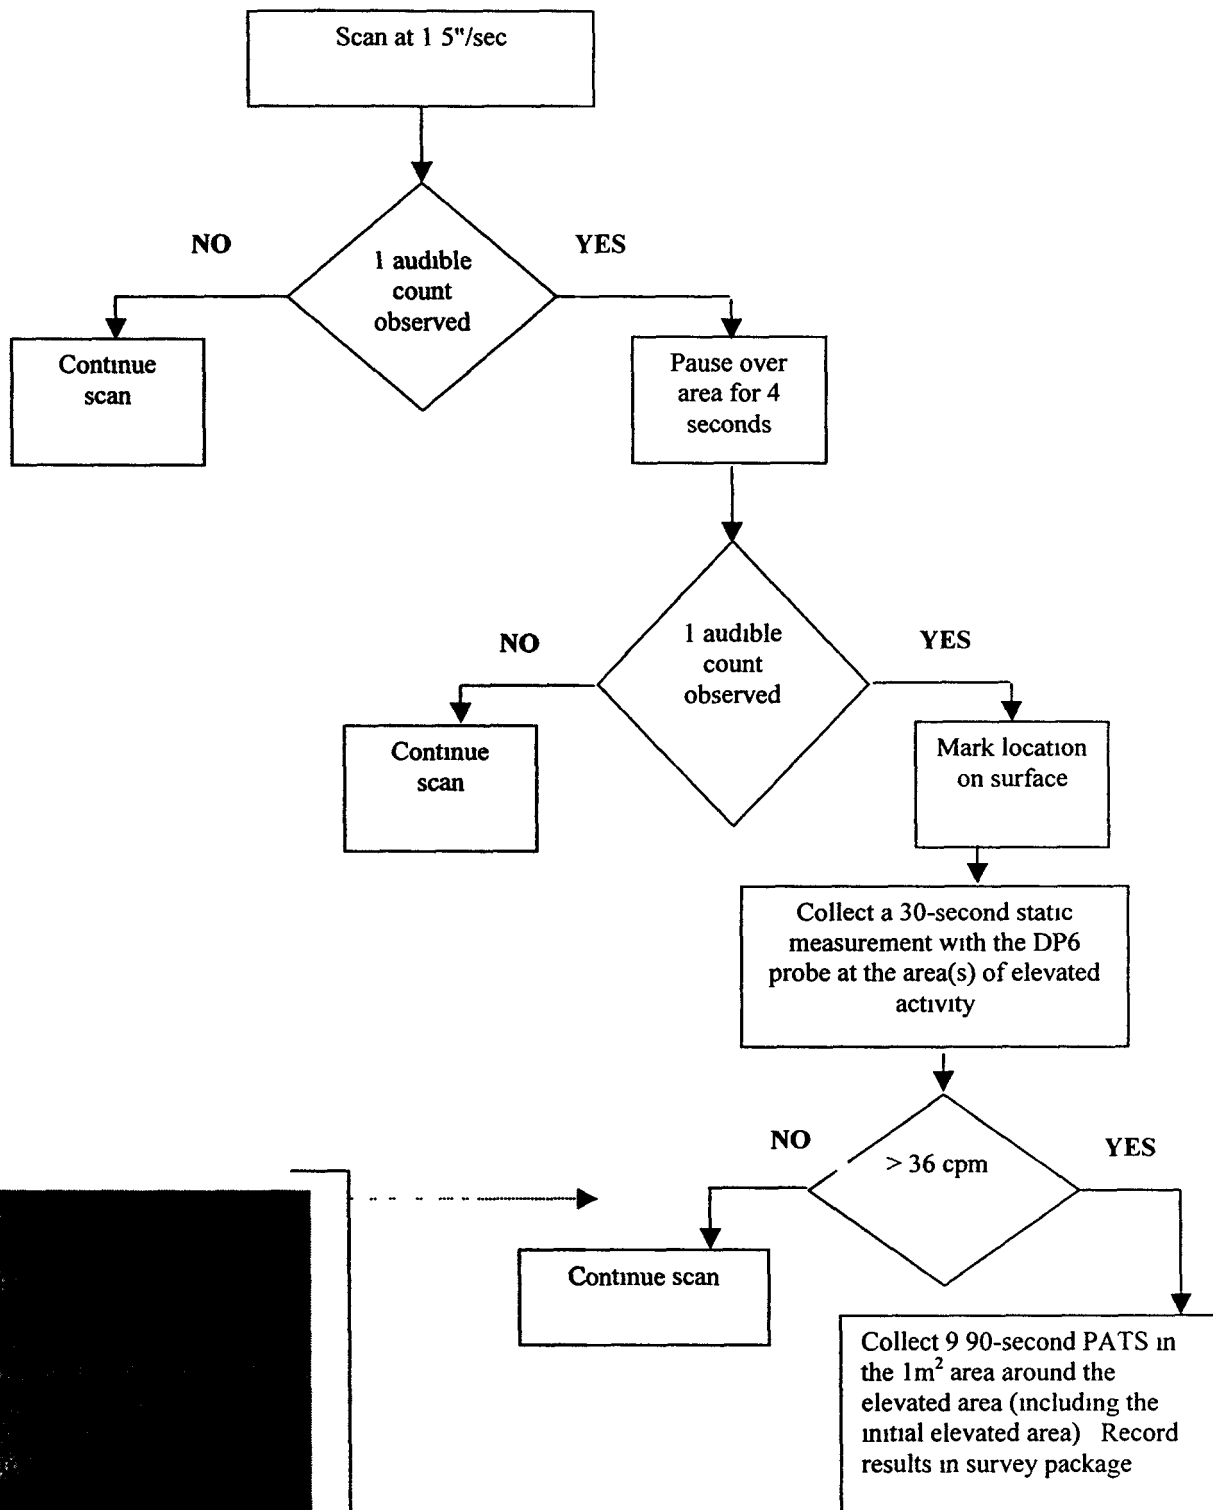 Scan at 1 5"/sec
NO
YES
1 audible
count
observed
Continue
scan
Pause over
area for 4
seconds
NO
YES
1 audible
count
observed
Continue
scan
Mark location
on surface
Collect a 30-second static
measurement with the DP6
probe at the area(s) of elevated
activity
NO
YES
> 36 cpm
Continue scan
Collect 9 90-second PATS in
the 1m² area around the
elevated area (including the
initial elevated area) Record
results in survey package